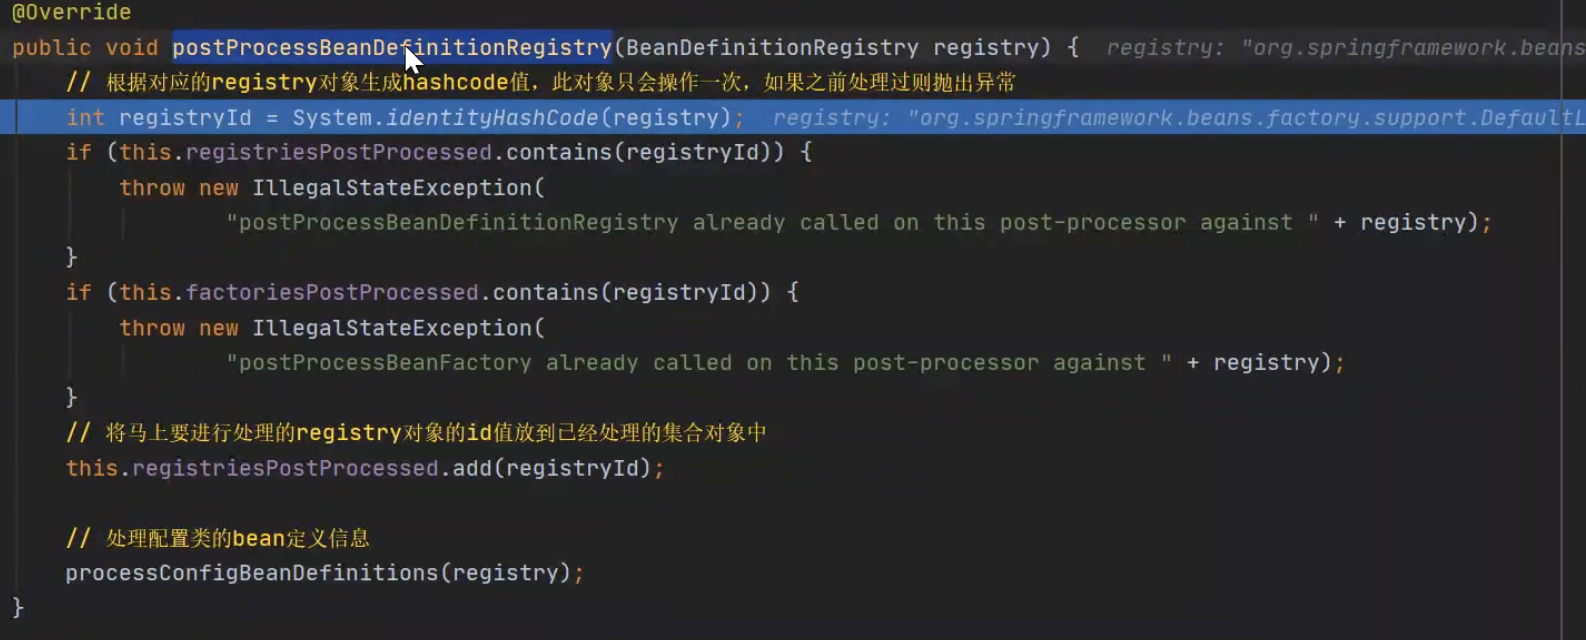 @Override
public void postProcessBeanDefinitionRegistry(BeanDefinitionRegistry registry) {  registry: "org.springframework.beans
// 根据对应的registry对象生成hashcode值，此对象只会操作一次，如果之前处理过则抛出异常
int registryId = System.identityHashCode(registry);  registry: "org.springframework.beans.factory.support.DefaultL
if (this.registriesPostProcessed.contains(registryId)) {
throw new IllegalStateException(
"postProcessBeanDefinitionRegistry already called on this post-processor against " + registry);
}
if (this.factoriesPostProcessed.contains(registryId)) {
throw new IllegalStateException(
"postProcessBeanFactory already called on this post-processor against " + registry);
}
// 将马上要进行处理的registry对象的id值放到已经处理的集合对象中
this.registriesPostProcessed.add(registryId);
// 处理配置类的bean定义信息
processConfigBeanDefinitions(registry);
}